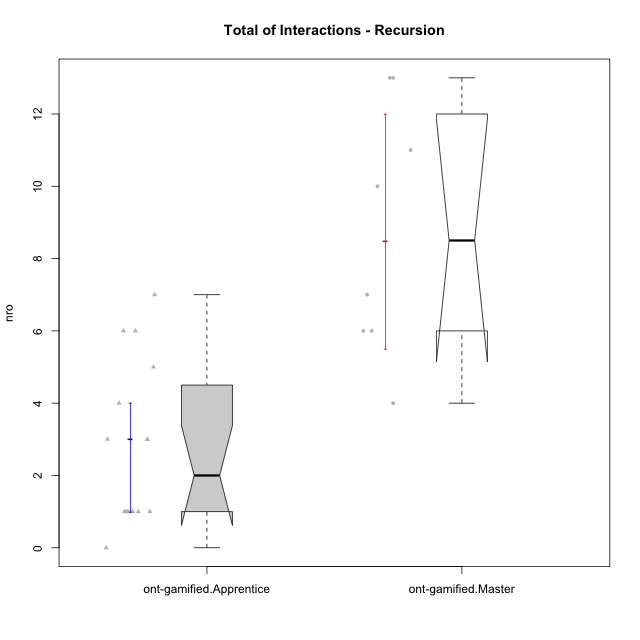 Total of Interactions - Recursion
12
10
8
6
4
2
0
nro
ont-gamified.Apprentice
ont-gamified.Master